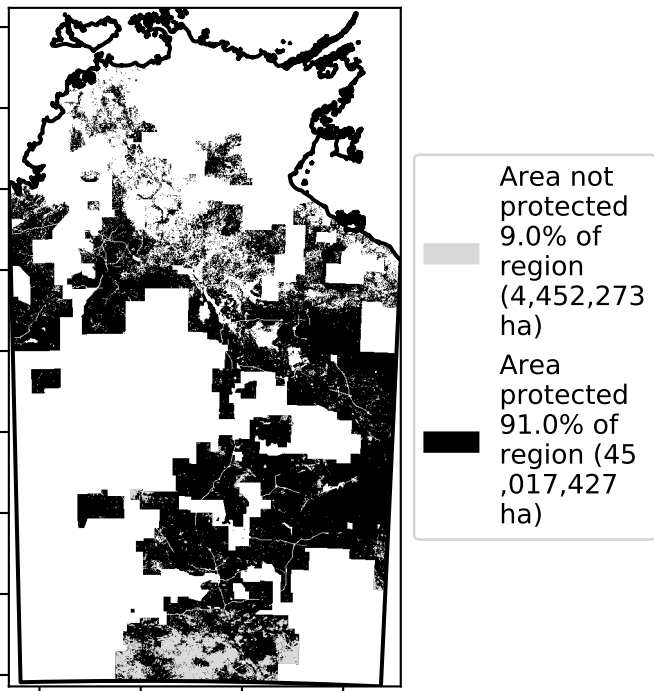 Area not
protected
9.0% of
region
(4,452,273
ha)
Area
protected
91.0% of
region (45
,017,427
ha)